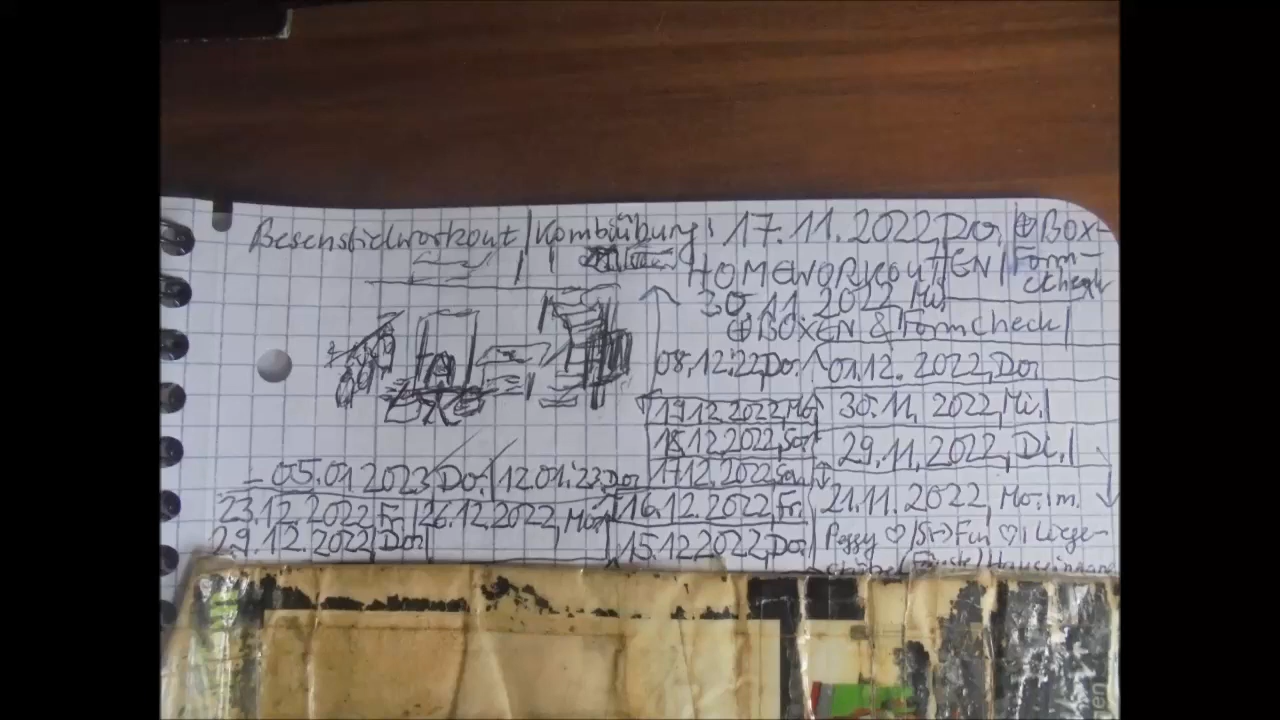 Besenstielworkout/Kombiübung: 17.11.2022, Do. ⊕ Box-
HOMEWORKOUTEN| Form-
check
30.11.2022 Mi
⊕ BOXEN & Formcheck|
08.12.22, Do. 01.12.2022, Do
19.12.2022, Mo 30.11.2022, Mi.|
18.12.2022, So. 29.11.2022, Di.|
- 05.01.2023 Do.| 12.01.23 Do 17.12.2022, Sa.
23.12.2022 Fr.| 26.12.2022, Mo. 16.12.2022, Fr. 21.11.2022, Mo. im.
29.12.2022, Do. 15.12.2022, Do. Peggy ♡ Fun ♡
Hauseingang
gen